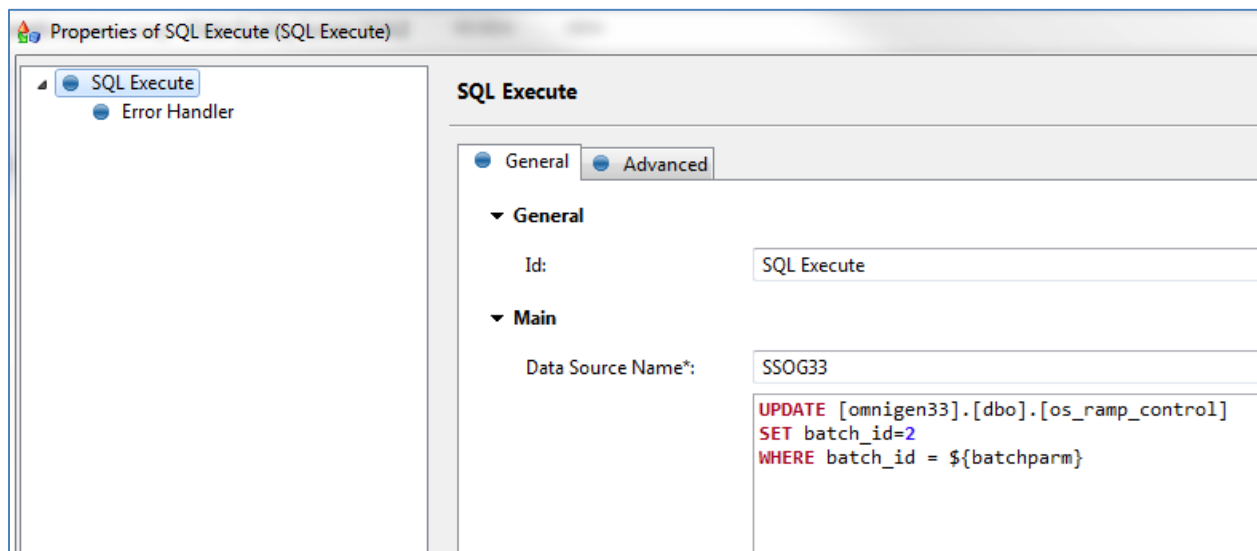 Properties of SQL Execute (SQL Execute)
SQL Execute
Error Handler
SQL Execute
General
Advanced
General
Id:
SQL Execute
Main
Data Source Name*:
SSOG33
UPDATE [omnigen33].[dbo].[os_ramp_control]
SET batch_id=2
WHERE batch_id = ${batchparm}